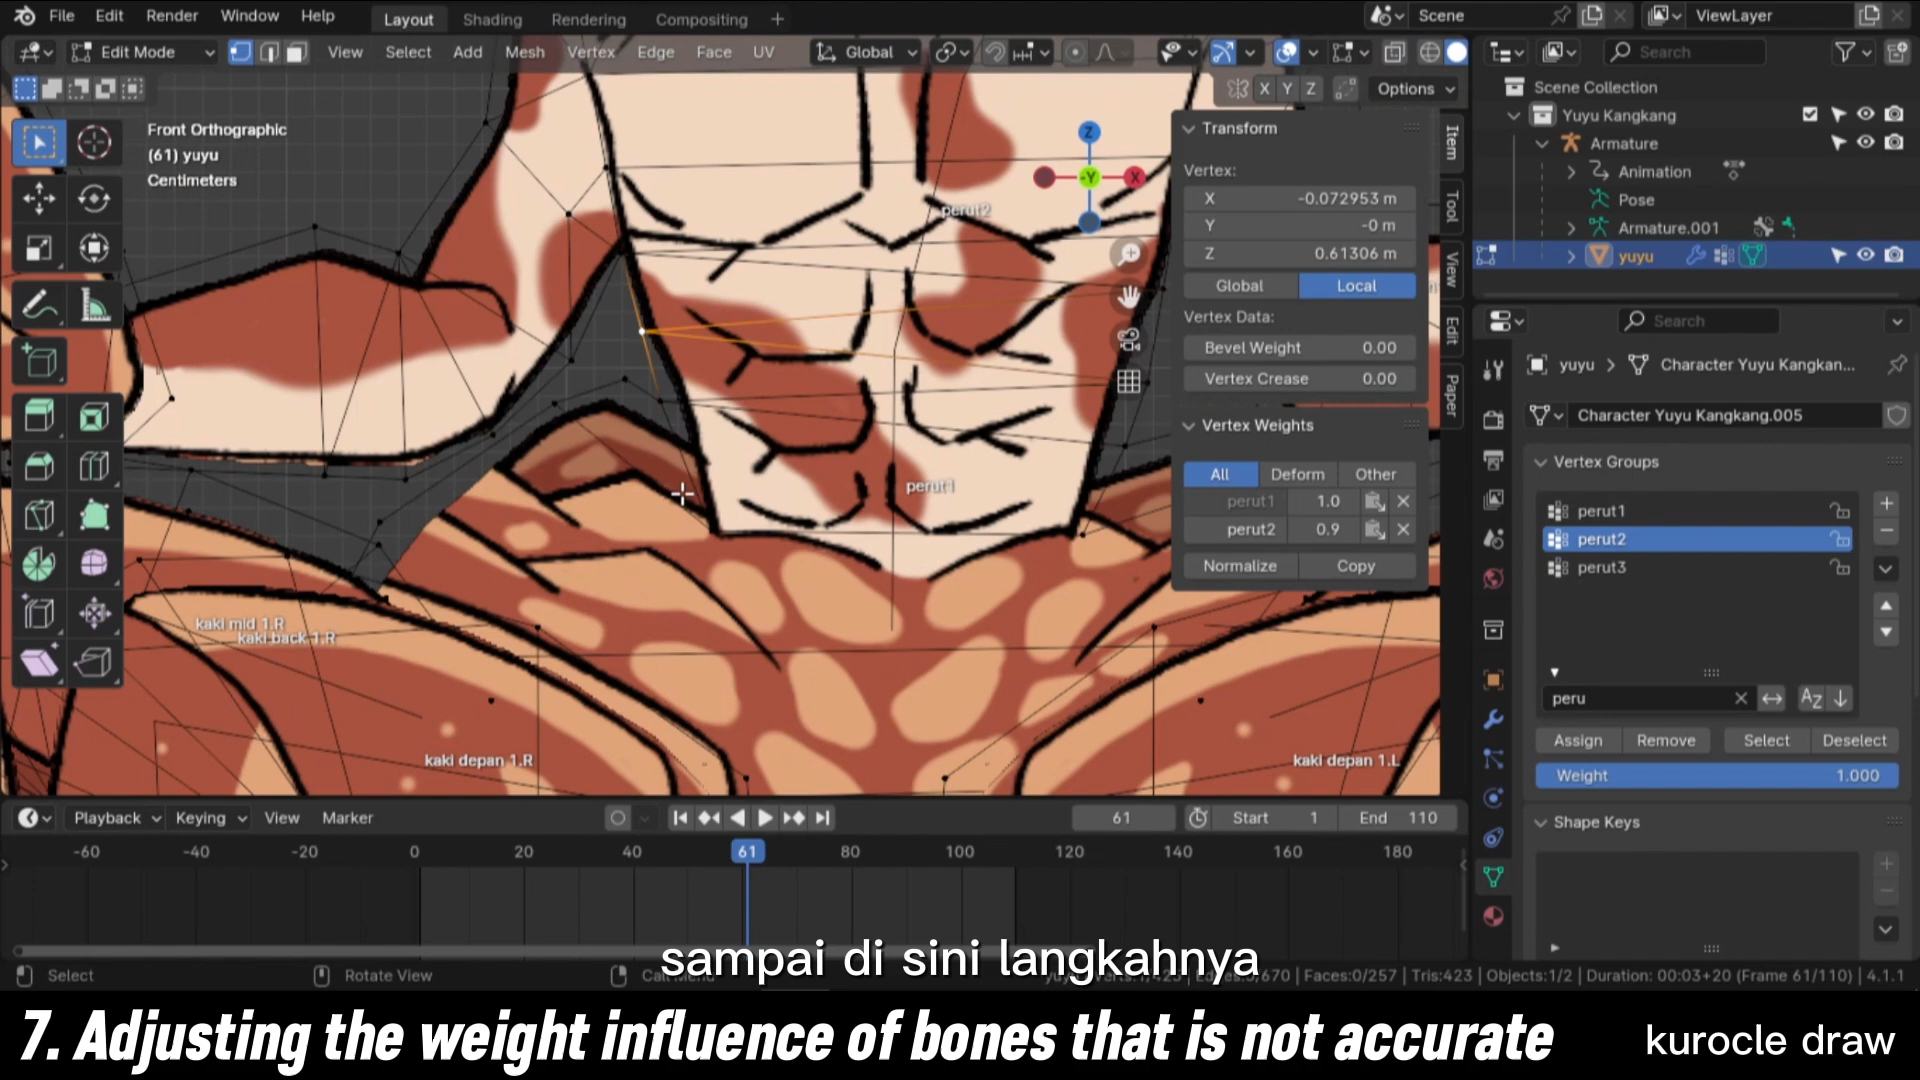 File Edit Render Window Help Layout Shading Rendering Compositing + Scene ViewLayer
Edit Mode View Select Add Mesh Vertex Edge Face UV Global Search
X Y Z Options
Front Orthographic
(61) yuyu
Centimeters
Z
-Y
X
perut2
perut1
kaki mid 1.R
kaki back 1.R
kaki depan 1.R
kaki depan 1.L
Transform
Vertex:
X -0.072953 m
Y -0 m
Z 0.61306 m
Global Local
Vertex Data:
Bevel Weight 0.00
Vertex Crease 0.00
Vertex Weights
All Deform Other
perut1 1.0
perut2 0.9
Normalize Copy
Item
Tool
View
Edit
Paper
Scene Collection
Yuyu Kangkang
Armature
Animation
Pose
Armature.001
yuyu
Search
yuyu > Character Yuyu Kangkan...
Character Yuyu Kangkang.005
Vertex Groups
perut1
perut2
perut3
peru
Assign Remove Select Deselect
Weight 1.000
Shape Keys
Playback Keying View Marker 61 Start 1 End 110
-60 -40 -20 0 20 40 61 80 100 120 140 160 180
sampai di sini langkahnya
Select Rotate View Call Menu 670 | Faces:0/257 | Tris:423 | Objects:1/2 | Duration: 00:03+20 (Frame 61/110) | 4.1.1
7. Adjusting the weight influence of bones that is not accurate
kurocle draw